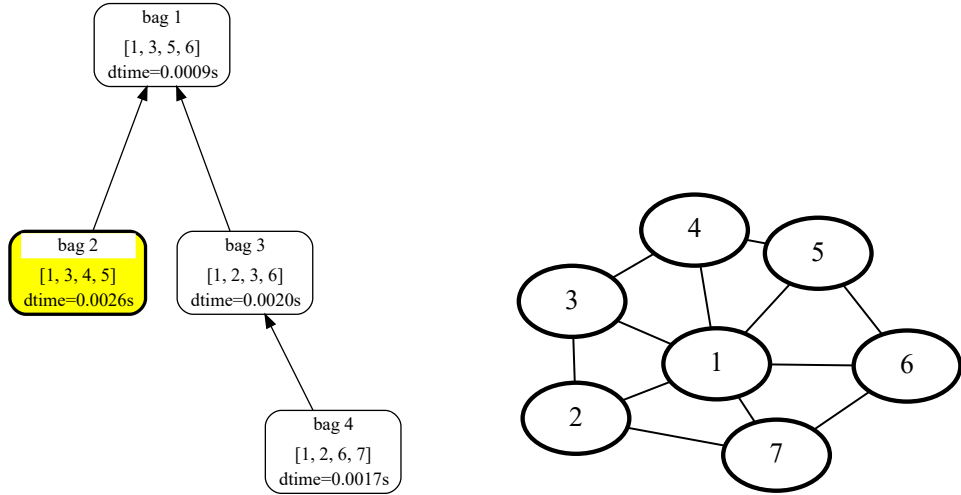 bag 1
[1, 3, 5, 6]
dtime=0.0009s
bag 2
[1, 3, 4, 5]
dtime=0.0026s
bag 3
[1, 2, 3, 6]
dtime=0.0020s
bag 4
[1, 2, 6, 7]
dtime=0.0017s
4
5
3
1
6
2
7